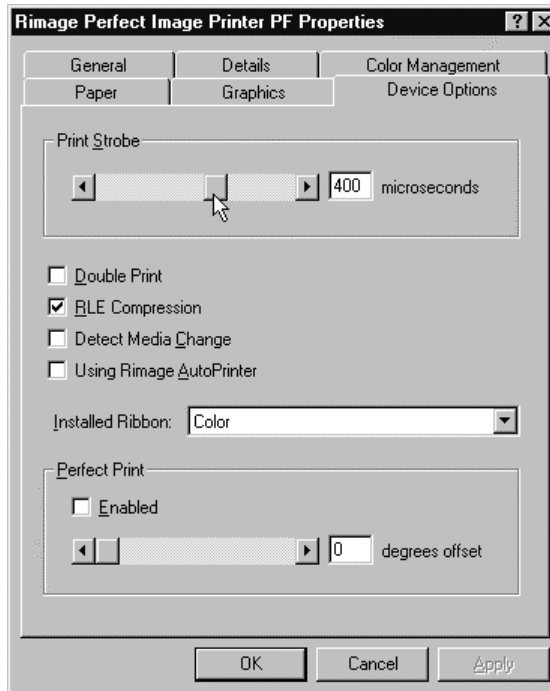 Rimage Perfect Image Printer PF Properties ? X
General Details Color Management
Paper Graphics Device Options
Print Strobe
400 microseconds
Double Print
RLE Compression
Detect Media Change
Using Rimage AutoPrinter
Installed Ribbon: Color
Perfect Print
Enabled
0 degrees offset
OK Cancel Apply